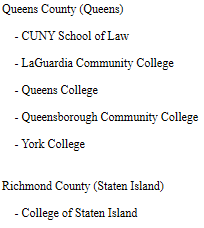 Queens County (Queens)
- CUNY School of Law
- LaGuardia Community College
- Queens College
- Queensborough Community College
- York College
Richmond County (Staten Island)
- College of Staten Island